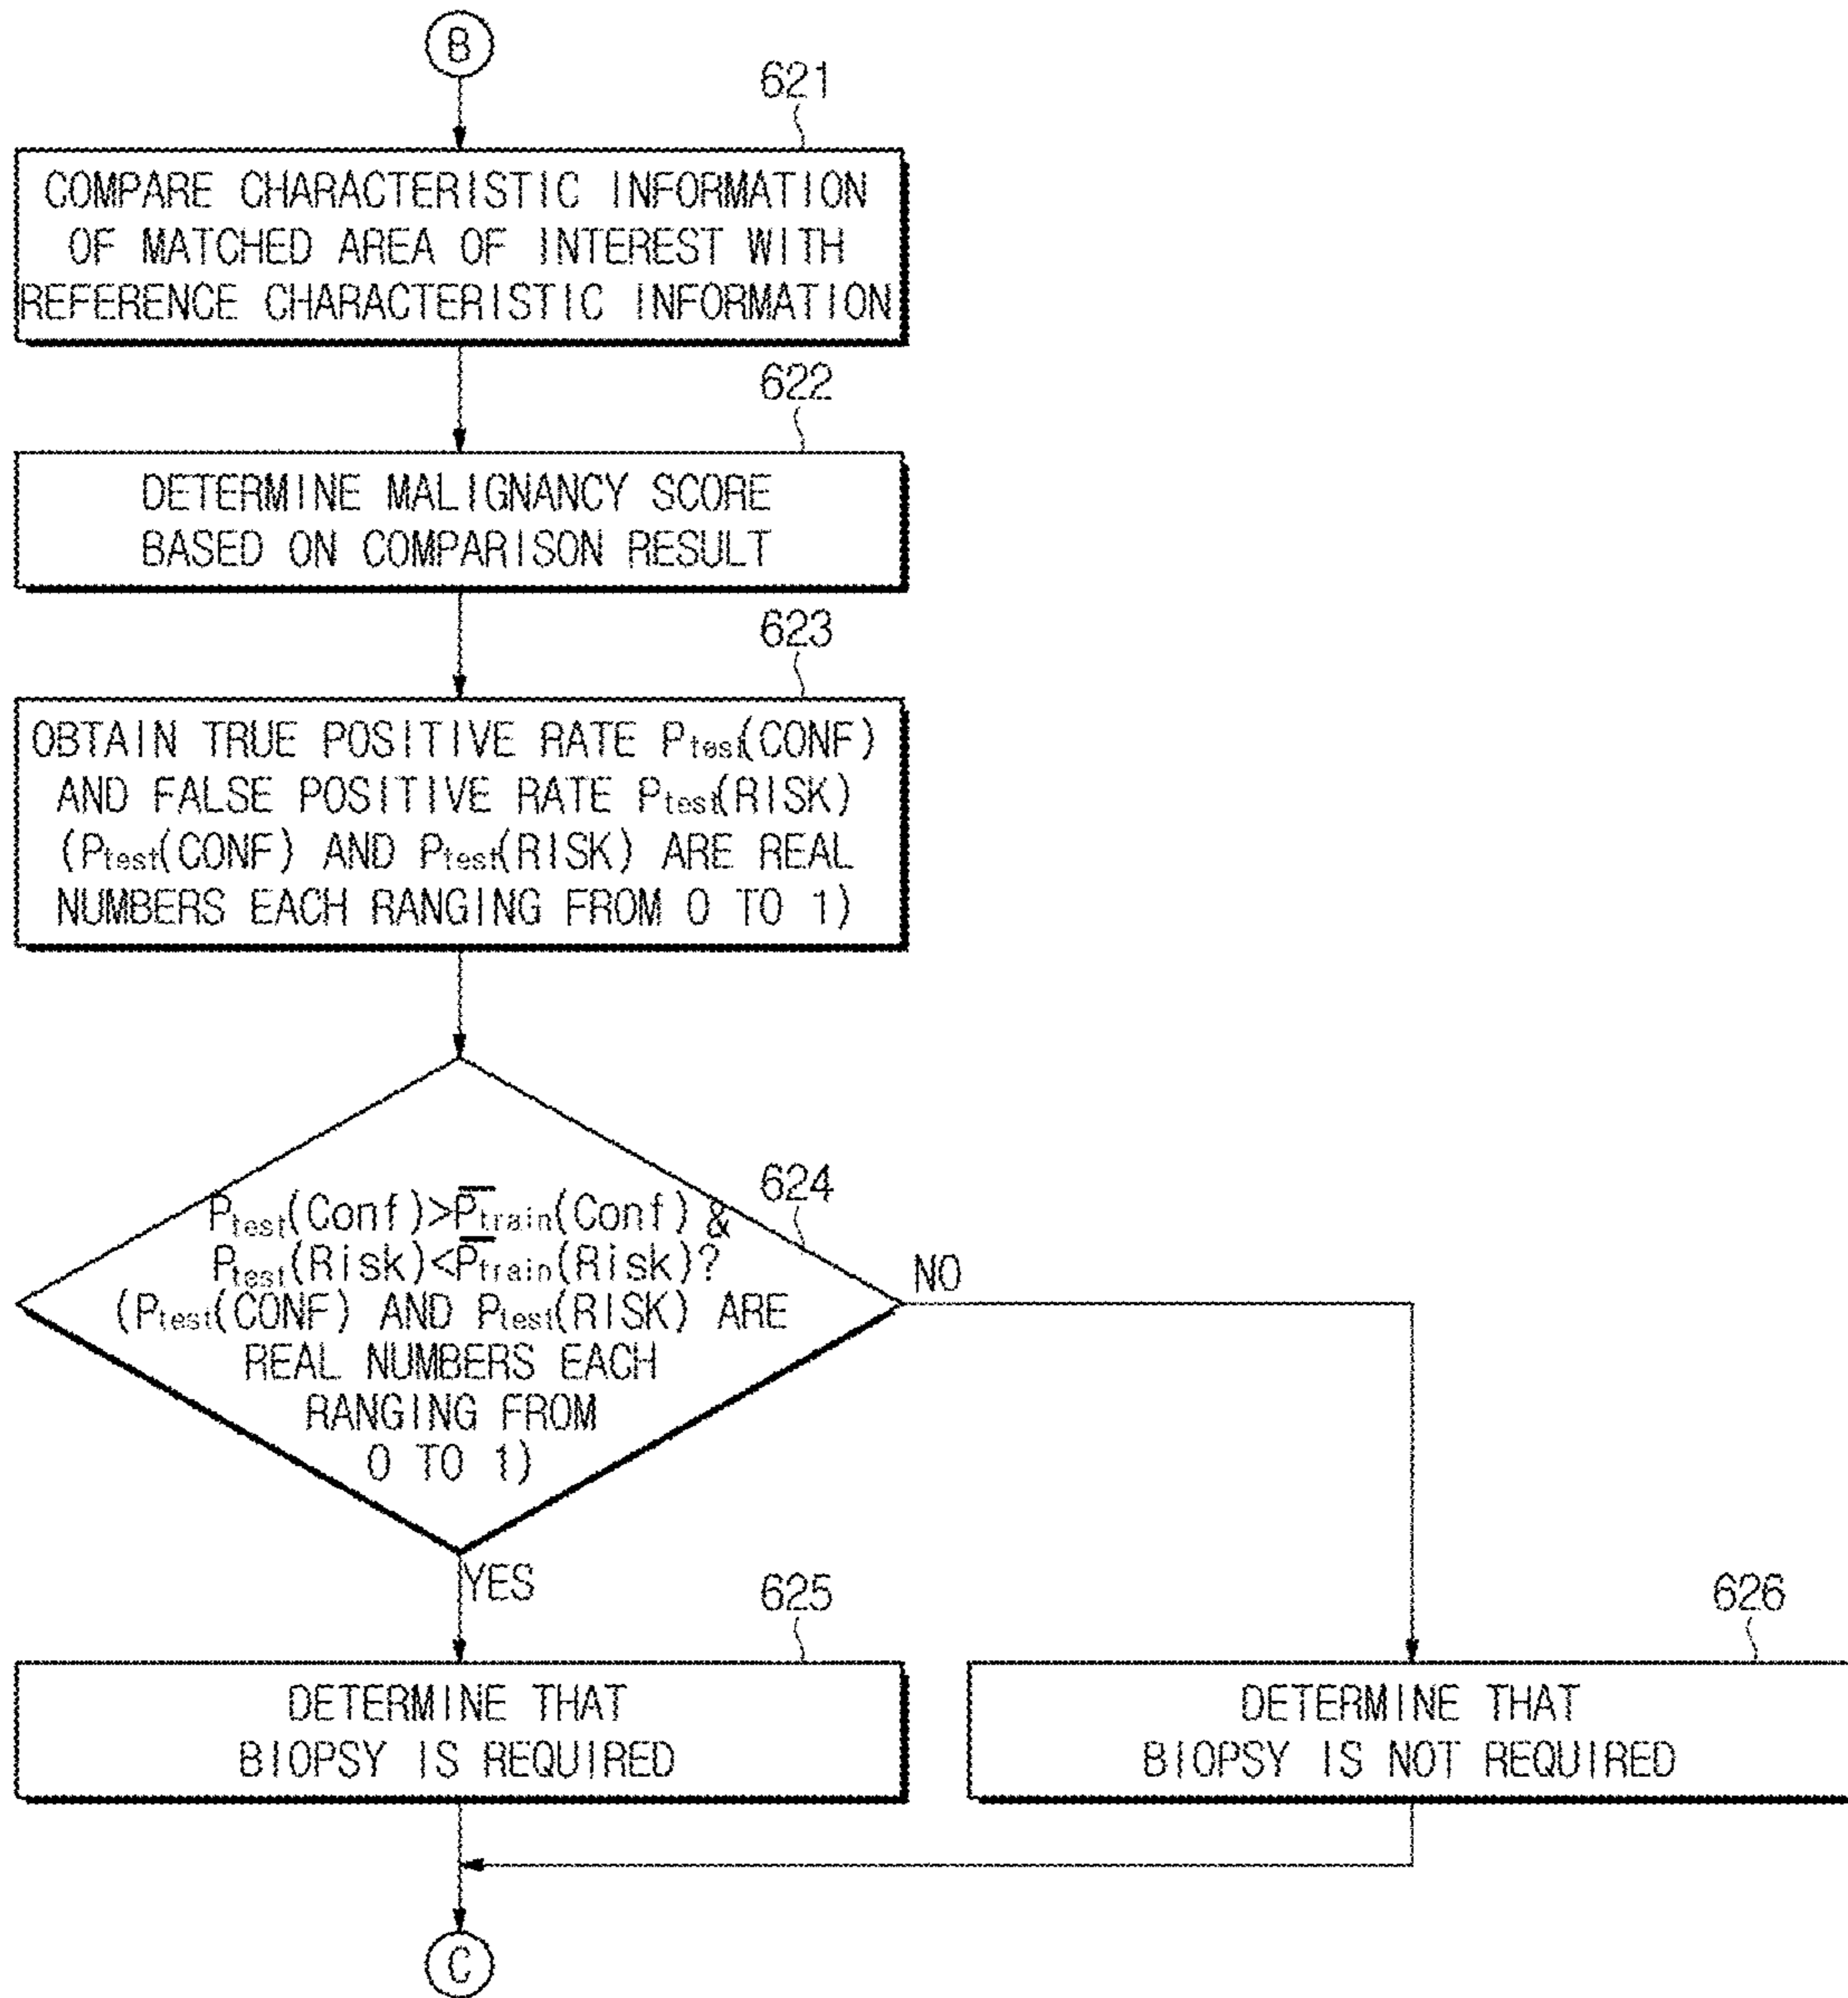 B
621
COMPARE CHARACTERISTIC INFORMATION
OF MATCHED AREA OF INTEREST WITH
REFERENCE CHARACTERISTIC INFORMATION
622
DETERMINE MALIGNANCY SCORE
BASED ON COMPARISON RESULT
623
OBTAIN TRUE POSITIVE RATE Ptest(CONF)
AND FALSE POSITIVE RATE Ptest(RISK)
(Ptest(CONF) AND Ptest(RISK) ARE REAL
NUMBERS EACH RANGING FROM 0 TO 1)
624
Ptest(Conf)>P̅train(Conf) &
Ptest(Risk)<P̅train(Risk)?
(Ptest(CONF) AND Ptest(RISK) ARE
REAL NUMBERS EACH
RANGING FROM
0 TO 1)
NO
YES
625
DETERMINE THAT
BIOPSY IS REQUIRED
626
DETERMINE THAT
BIOPSY IS NOT REQUIRED
C